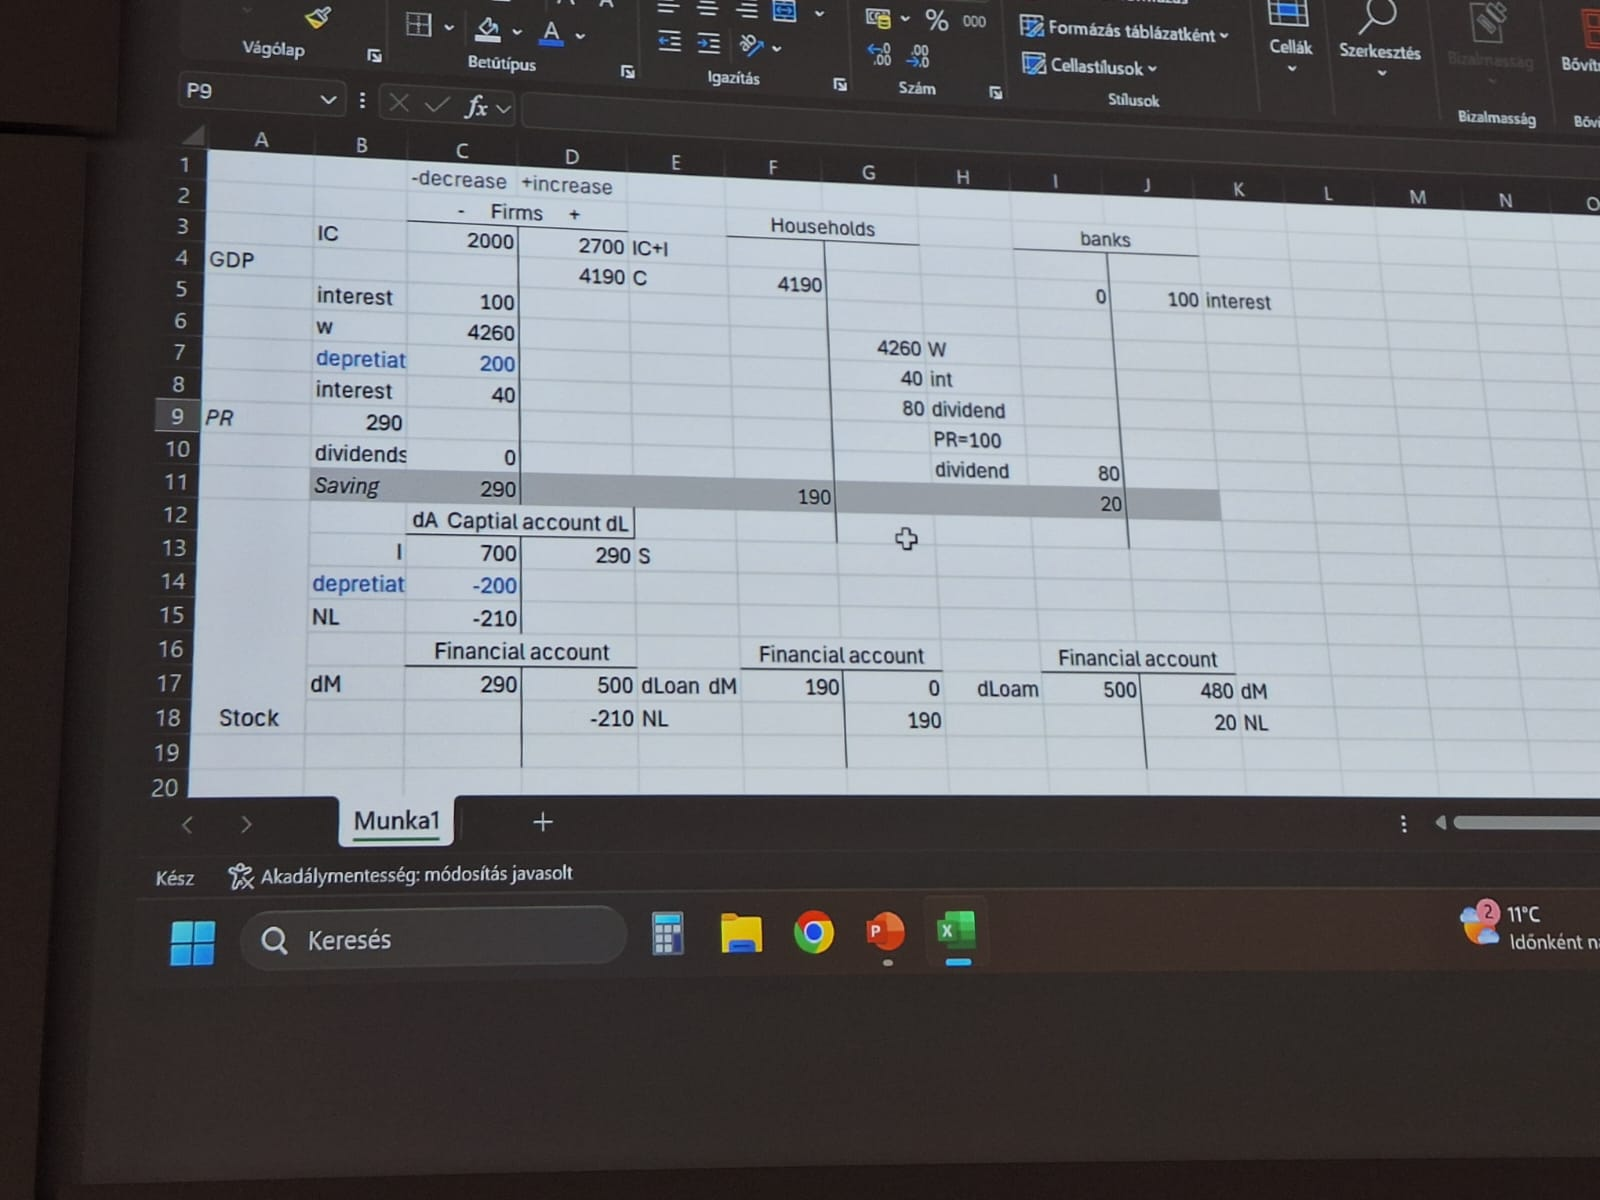 Vágólap
Betűtípus
Igazítás
% 000
Szám
Formázás táblázatként
Cellastílusok
Stílusok
Cellák
Szerkesztés
Bizalmasság
Bizalmasság
P9
fx
A B C D E F G H I J K L M N O
1 -decrease +increase
2 - Firms + Households banks
3 IC 2000 2700 IC+I
4 GDP 4190 C 4190
5 interest 100 0 100 interest
6 w 4260
7 depretiat 200 4260 W
8 interest 40 40 int
9 PR 290 80 dividend
10 dividends 0 PR=100
11 Saving 290 190 dividend 80
20
12 dA Captial account dL
13 I 700 290 S
14 depretiat -200
15 NL -210
16 Financial account Financial account Financial account
17 dM 290 500 dLoan dM 190 0 dLoam 500 480 dM
18 Stock -210 NL 190 20 NL
19
20
Munka1
Kész Akadálymentesség: módosítás javasolt
Keresés
P
X
2
11°C
Időnként